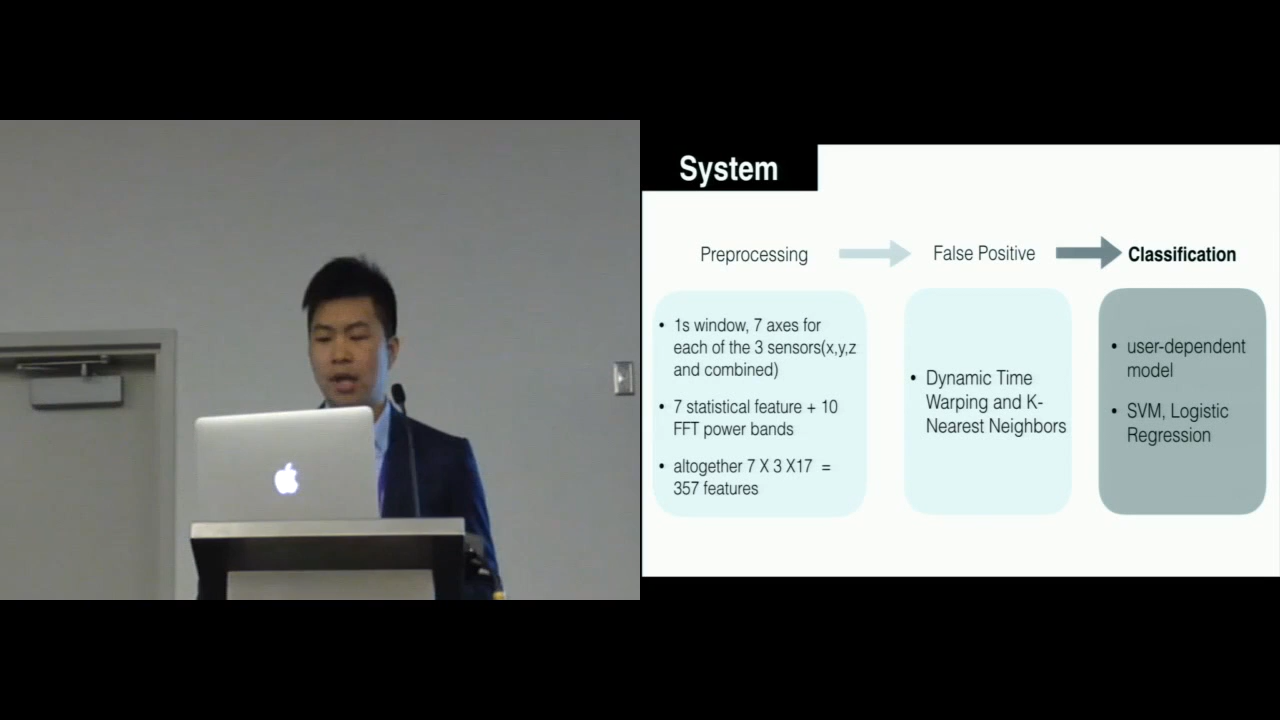 System
Preprocessing
False Positive
Classification
• 1s window, 7 axes for
each of the 3 sensors(x,y,z
and combined)
• 7 statistical feature + 10
FFT power bands
• altogether 7 X 3 X17 =
357 features
• Dynamic Time
Warping and K-
Nearest Neighbors
• user-dependent
model
• SVM, Logistic
Regression